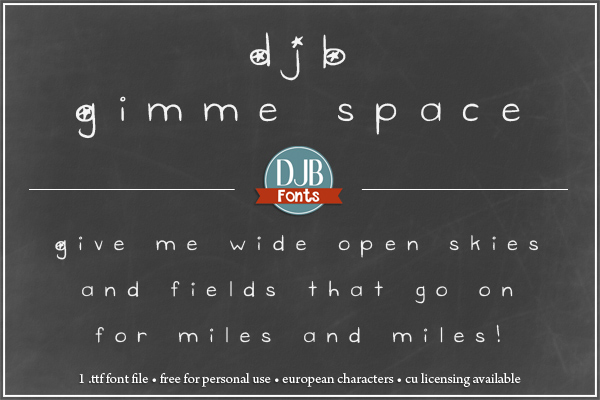 djb
gimme space
DJB
Fonts
give me wide open skies
and fields that go on
for miles and miles!
1 .ttf font file • free for personal use • european characters • cu licensing available